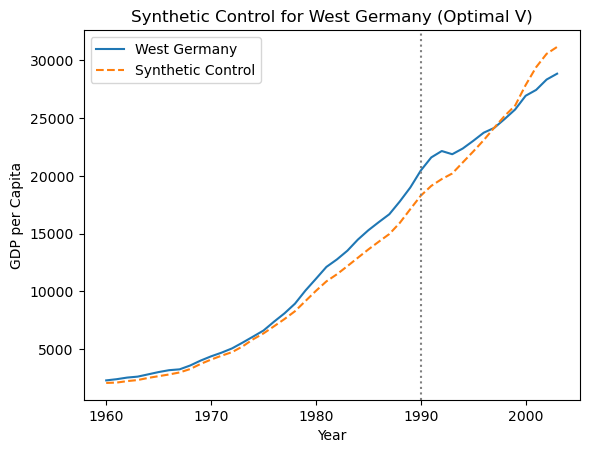 Synthetic Control for West Germany (Optimal V)
West Germany
Synthetic Control
GDP per Capita
30000
25000
20000
15000
10000
5000
1960 1970 1980 1990 2000
Year